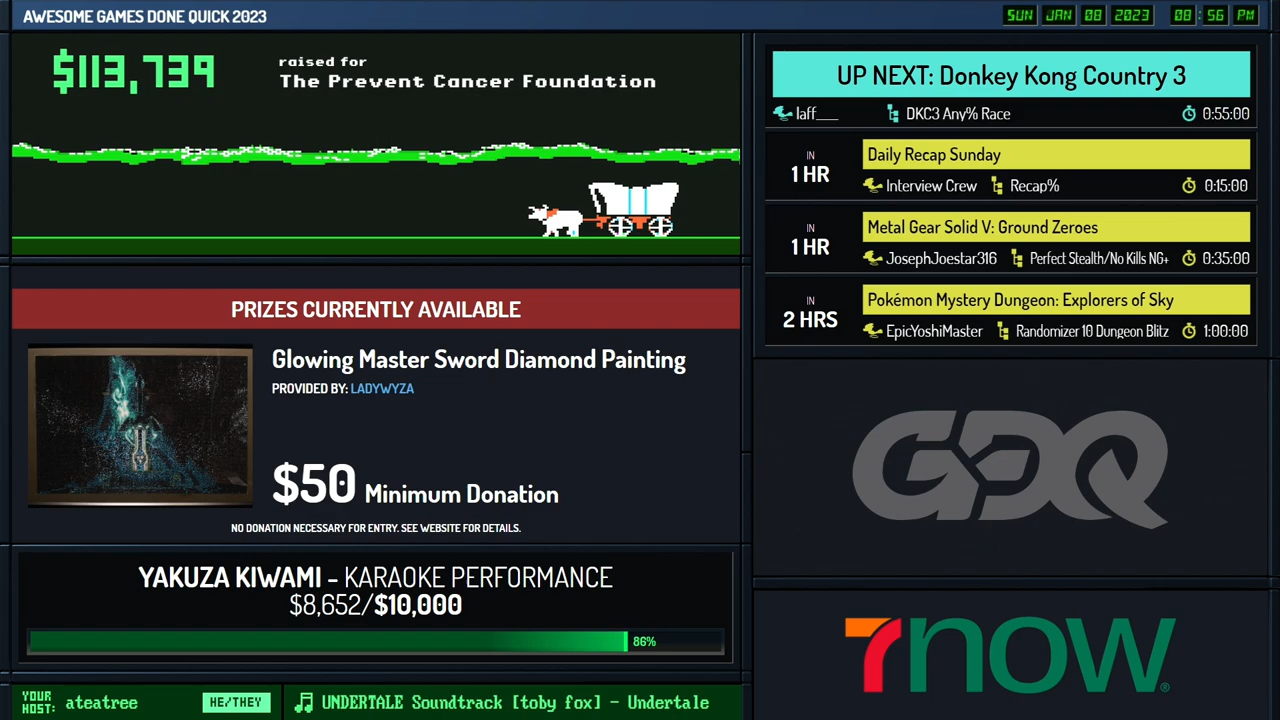 AWESOME GAMES DONE QUICK 2023
SUN JAN 08 2023 08:56 PM
$113,739
raised for
The Prevent Cancer Foundation
UP NEXT: Donkey Kong Country 3
laff___ DKC3 Any% Race 0:55:00
IN
1 HR
Daily Recap Sunday
Interview Crew Recap% 0:15:00
IN
1 HR
Metal Gear Solid V: Ground Zeroes
JosephJoestar316 Perfect Stealth/No Kills NG+ 0:35:00
IN
2 HRS
Pokémon Mystery Dungeon: Explorers of Sky
EpicYoshiMaster Randomizer 10 Dungeon Blitz 1:00:00
PRIZES CURRENTLY AVAILABLE
Glowing Master Sword Diamond Painting
PROVIDED BY: LADYWYZA
$50 Minimum Donation
NO DONATION NECESSARY FOR ENTRY. SEE WEBSITE FOR DETAILS.
GDQ
YAKUZA KIWAMI - KARAOKE PERFORMANCE
$8,652/$10,000
86%
7NOW®
YOUR
HOST: ateatree HE/THEY
UNDERTALE Soundtrack [toby fox] - Undertale